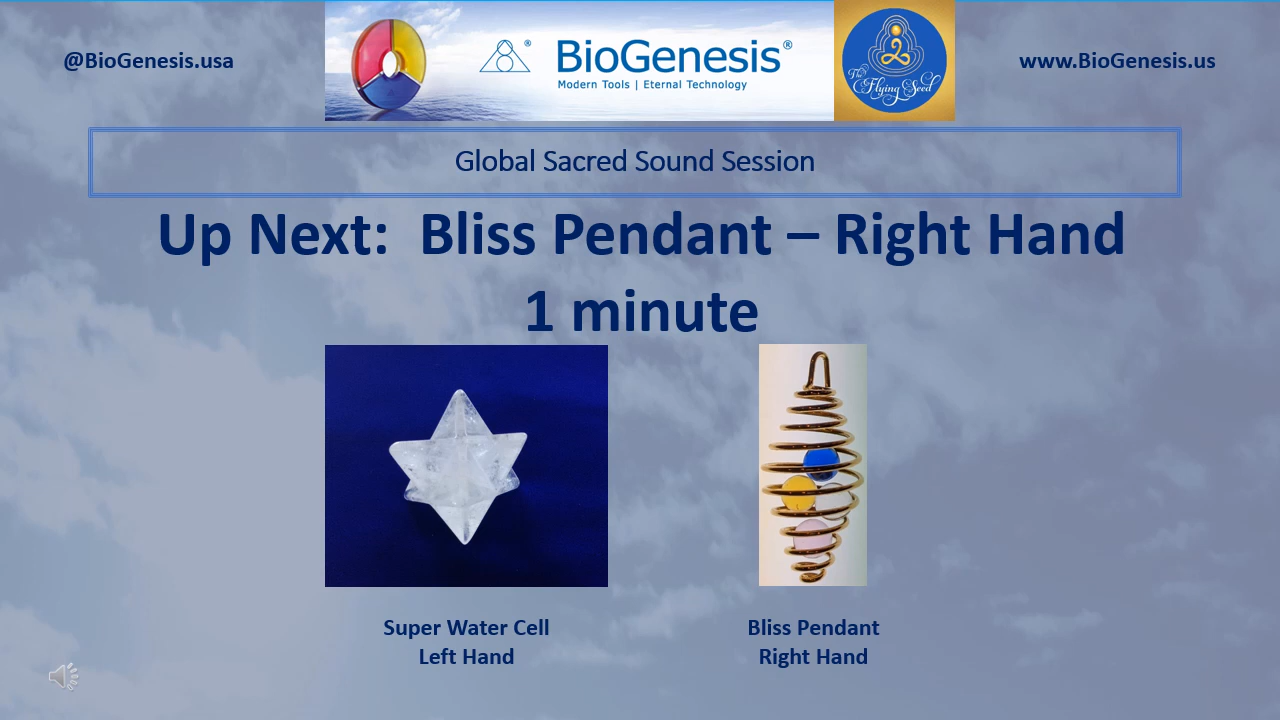 @BioGenesis.usa
BioGenesis®
Modern Tools | Eternal Technology
The Flying Seed
www.BioGenesis.us
Global Sacred Sound Session
Up Next:  Bliss Pendant – Right Hand
1 minute
Super Water Cell
Left Hand
Bliss Pendant
Right Hand